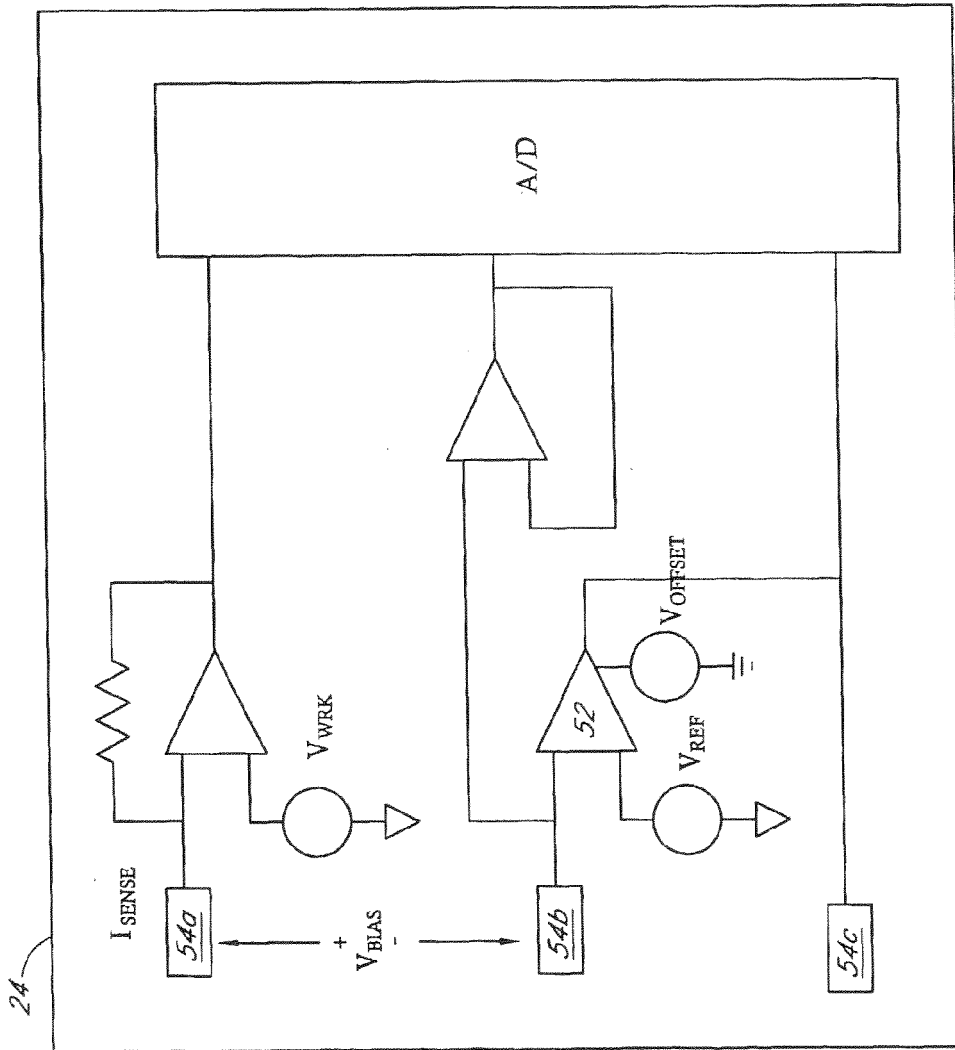 24
A/D
I SENSE
V WRK
54a
+
V BIAS
-
54b
52
V OFFSET
V REF
54c